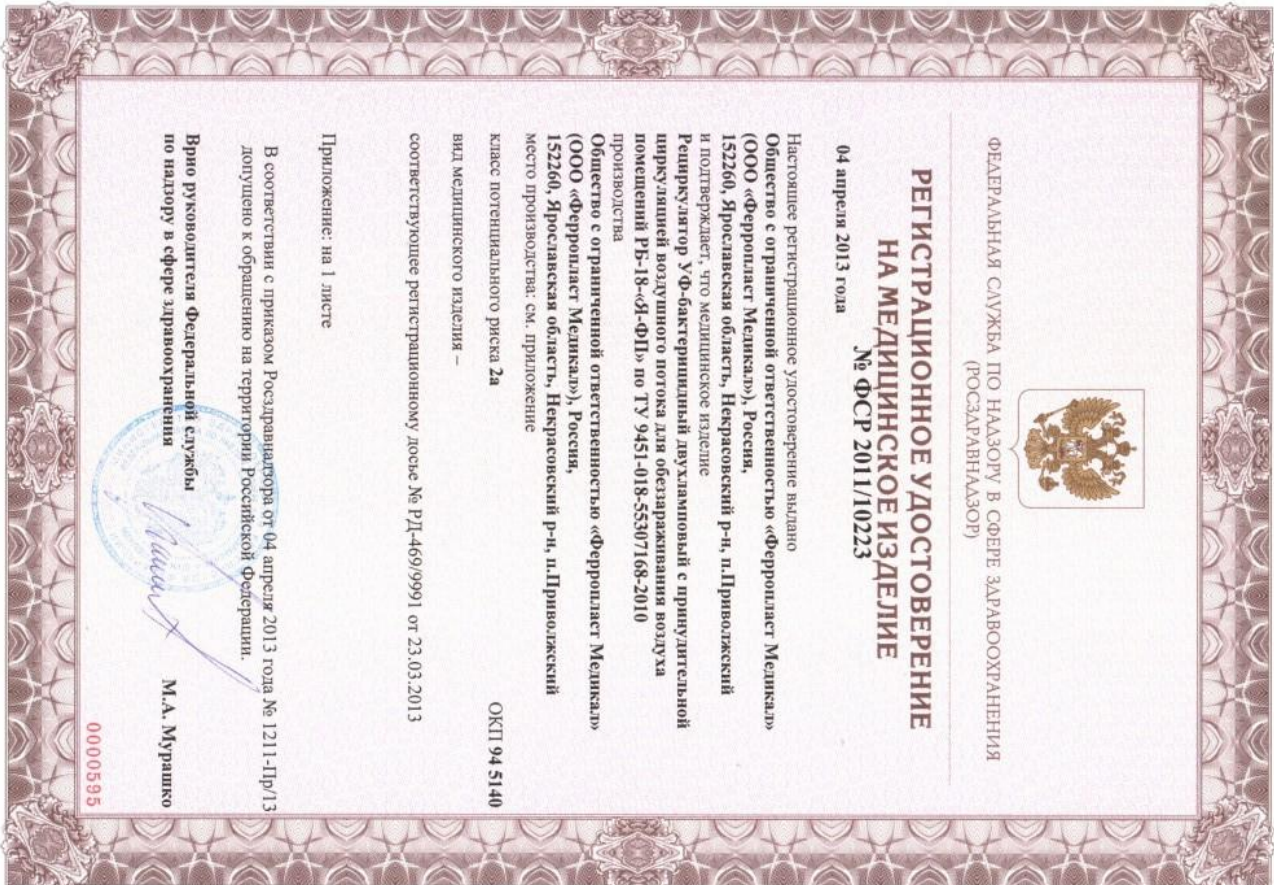 ФЕДЕРАЛЬНАЯ СЛУЖБА ПО НАДЗОРУ В СФЕРЕ ЗДРАВООХРАНЕНИЯ
(РОСЗДРАВНАДЗОР)
РЕГИСТРАЦИОННОЕ УДОСТОВЕРЕНИЕ
НА МЕДИЦИНСКОЕ ИЗДЕЛИЕ
№ ФСР 2011/10223
04 апреля 2013 года
Настоящее регистрационное удостоверение выдано
Общество с ограниченной ответственностью «Ферропласт Медикал»
(ООО «Ферропласт Медикал»), Россия,
152260, Ярославская область, Некрасовский р-н, п.Приволжский
и подтверждает, что медицинское изделие
Рециркулятор УФ-бактерицидный двухламповый с принудительной
циркуляцией воздушного потока для обеззараживания воздуха
помещений РБ-18-«Я-ФП» по ТУ 9451-018-55307168-2010
производства
Общество с ограниченной ответственностью «Ферропласт Медикал»
(ООО «Ферропласт Медикал»), Россия,
152260, Ярославская область, Некрасовский р-н, п.Приволжский
место производства: см. приложение
класс потенциального риска 2а ОКП 94 5140
вид медицинского изделия –
соответствующее регистрационному досье № РД-469/9991 от 23.03.2013
Приложение: на 1 листе
В соответствии с приказом Росздравнадзора от 04 апреля 2013 года № 1211-Пр/13
допущено к обращению на территории Российской Федерации.
Врио руководителя Федеральной службы
по надзору в сфере здравоохранения М.А. Мурашко
0000595